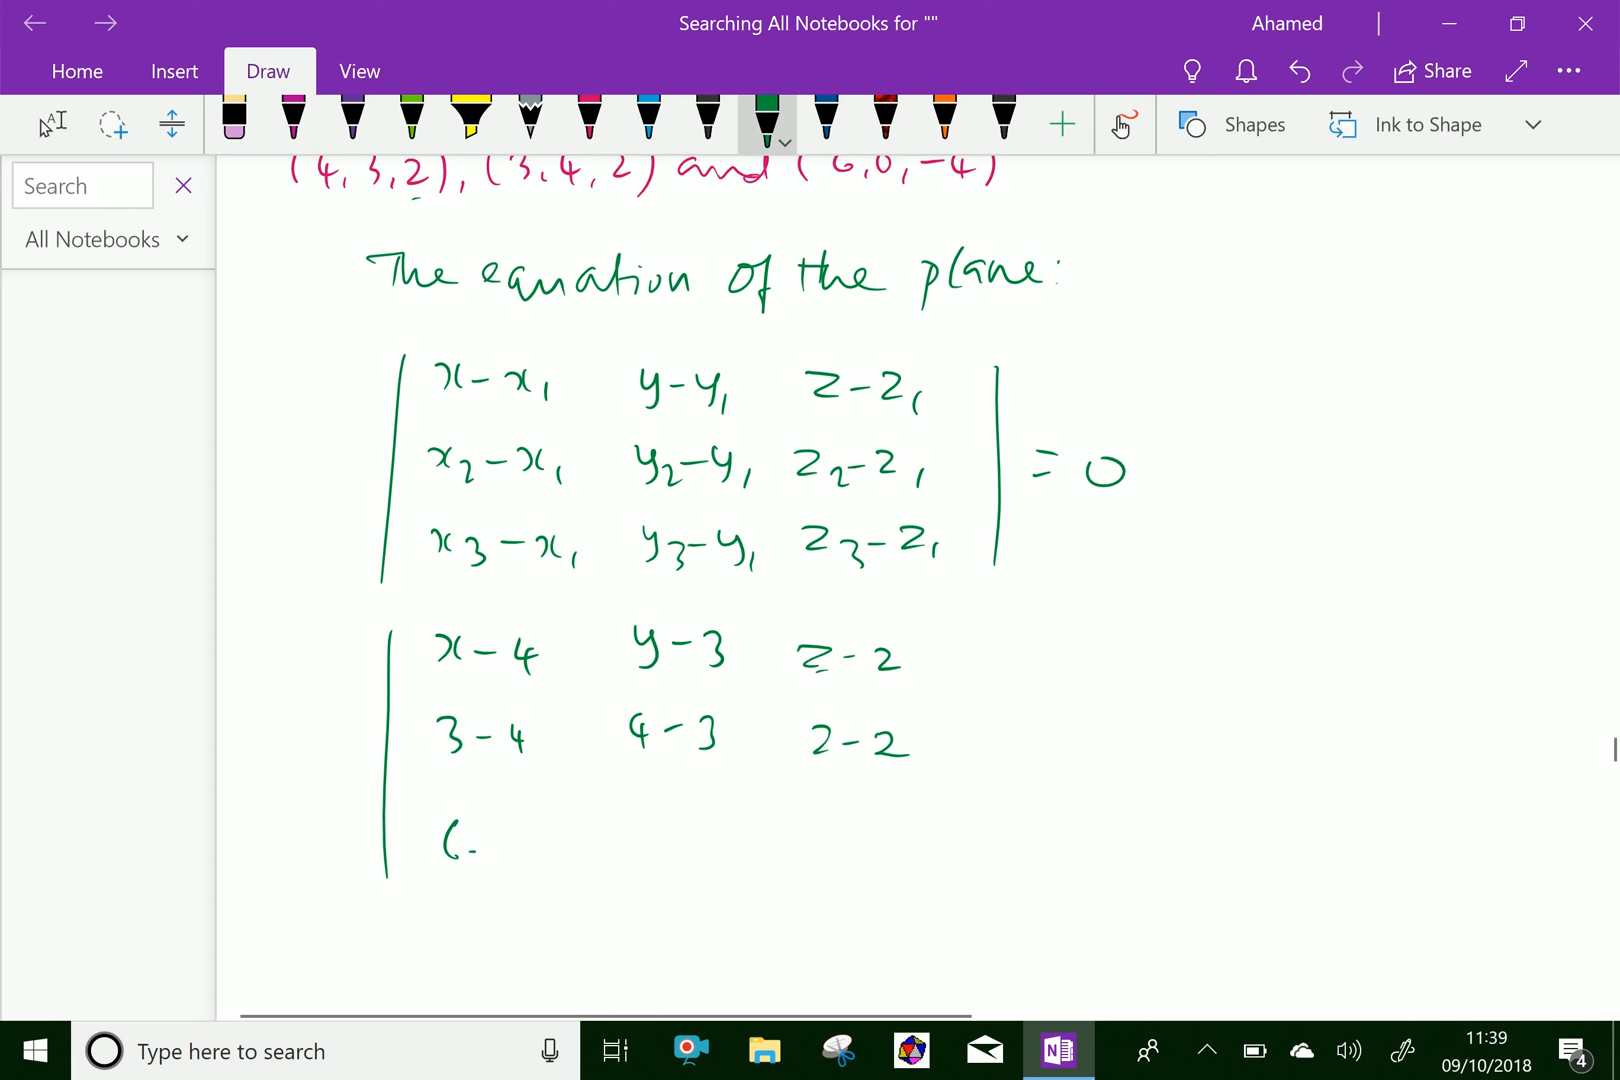 Searching All Notebooks for ""
Ahamed
Home Insert Draw View
Share
Shapes Ink to Shape
Search
All Notebooks
(4, 3, 2), (3, 4, 2) and (6, 0, -4)
The equation of the plane:
x - x₁ y - y₁ z - z₁
x₂ - x₁ y₂ - y₁ z₂ - z₁ = 0
x₃ - x₁ y₃ - y₁ z₃ - z₁
x - 4 y - 3 z - 2
3 - 4 4 - 3 2 - 2
Type here to search
11:39
09/10/2018
4